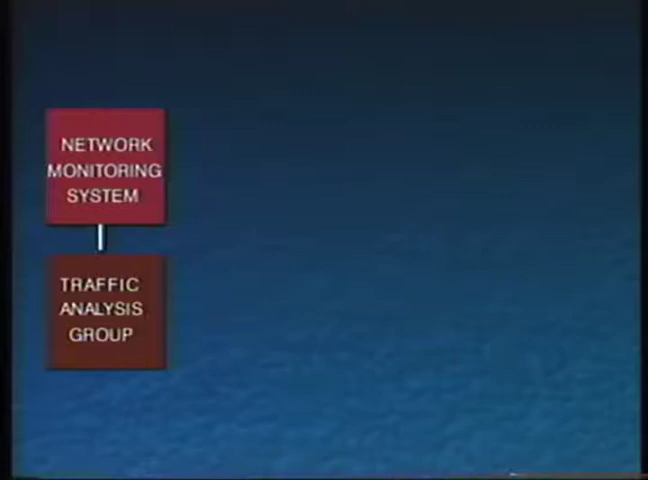 NETWORK
MONITORING
SYSTEM
TRAFFIC
ANALYSIS
GROUP